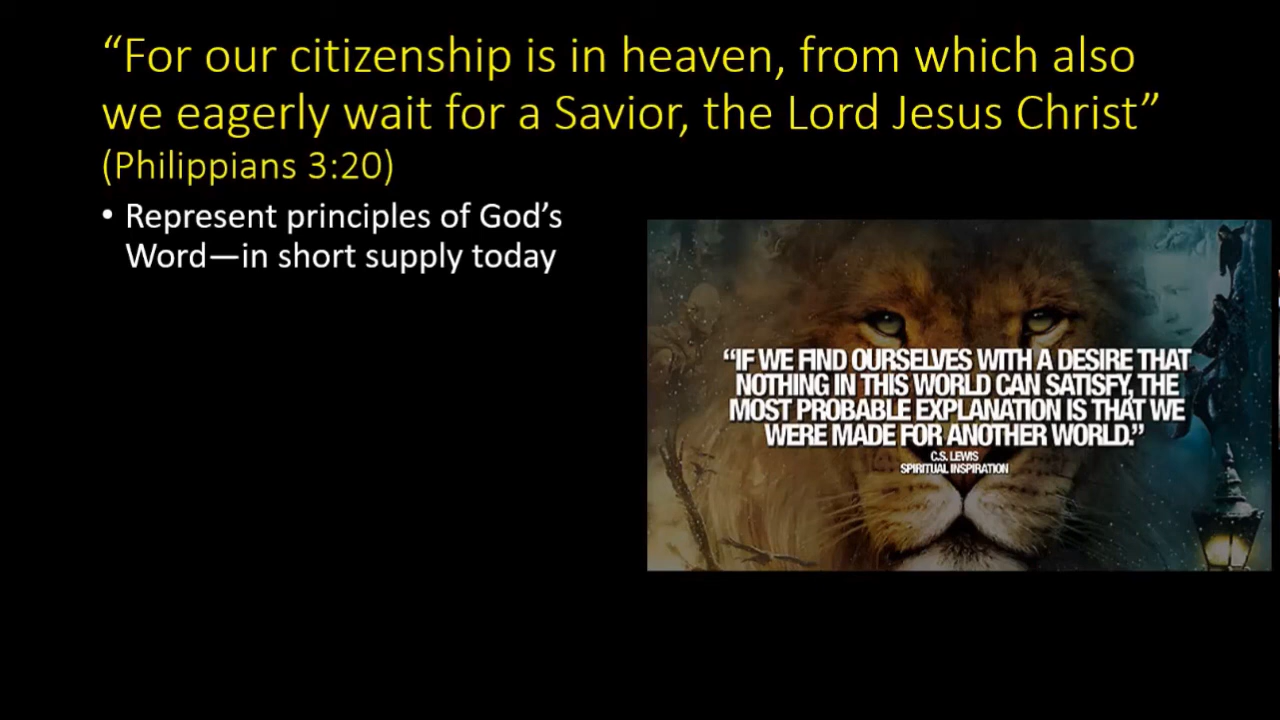 “For our citizenship is in heaven, from which also
we eagerly wait for a Savior, the Lord Jesus Christ”
(Philippians 3:20)
• Represent principles of God’s
Word—in short supply today
“IF WE FIND OURSELVES WITH A DESIRE THAT
NOTHING IN THIS WORLD CAN SATISFY, THE
MOST PROBABLE EXPLANATION IS THAT WE
WERE MADE FOR ANOTHER WORLD.”
C.S. LEWIS
SPIRITUAL INSPIRATION